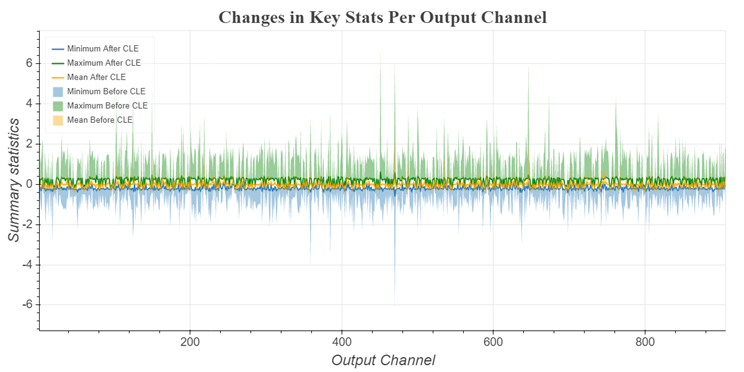 Changes in Key Stats Per Output Channel
Minimum After CLE
Maximum After CLE
Mean After CLE
Minimum Before CLE
Maximum Before CLE
Mean Before CLE
Summary statistics
6
4
2
0
-2
-4
-6
200
400
600
800
Output Channel